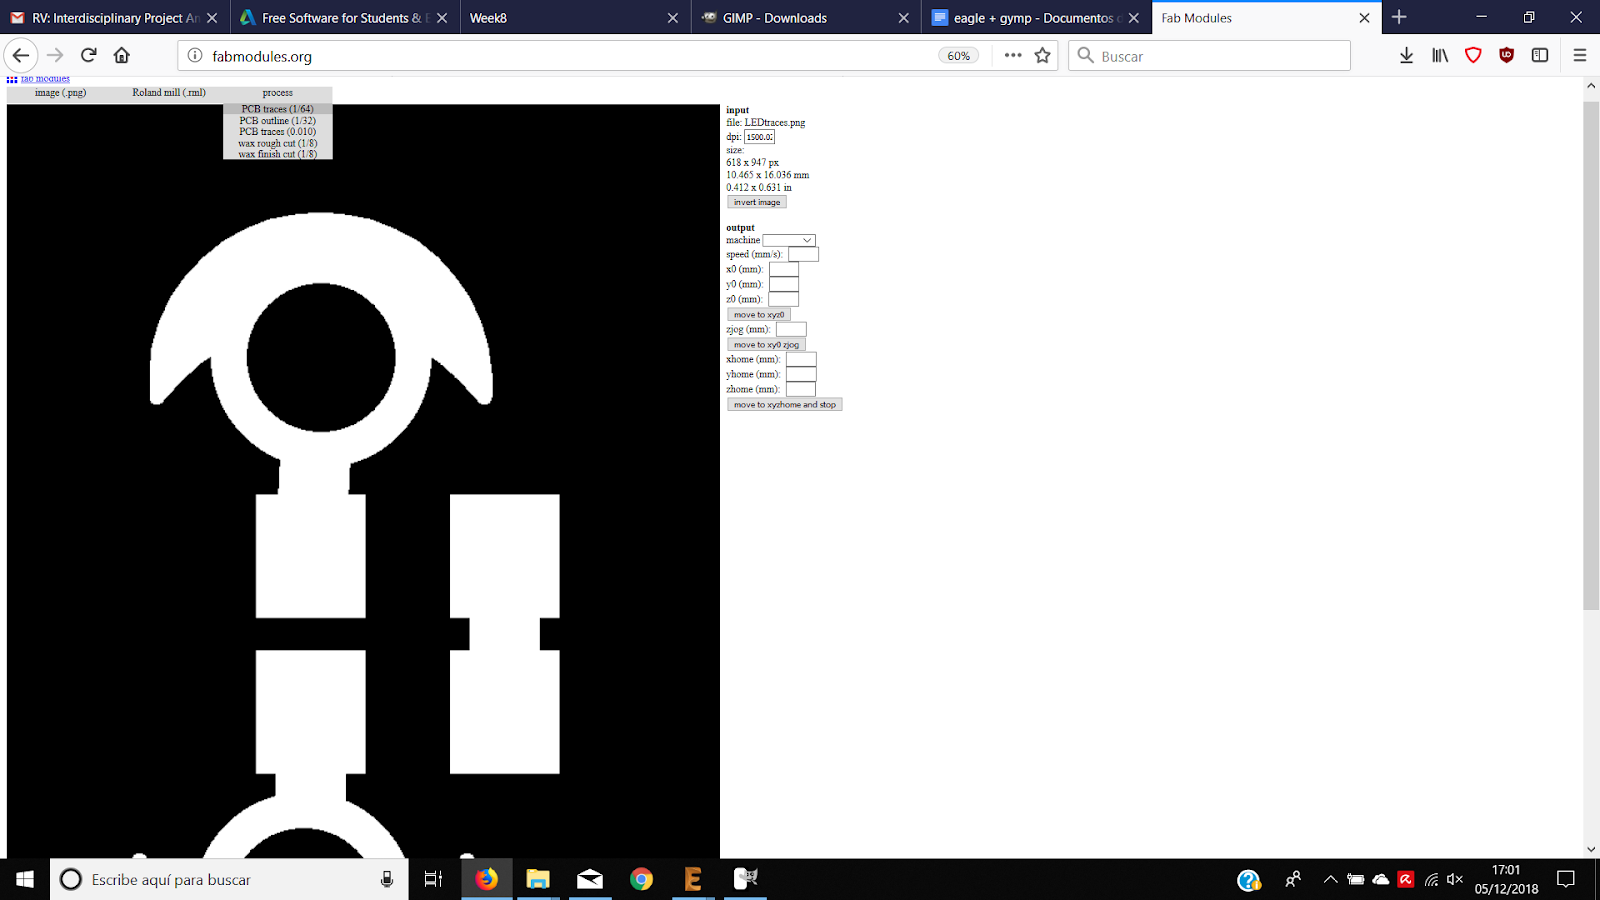 RV: Interdisciplinary Project An
Free Software for Students & E
Week8
GIMP - Downloads
eagle + gymp - Documentos d
Fab Modules
fabmodules.org
60%
Buscar
fab modules
image (.png)
Roland mill (.rml)
process
PCB traces (1/64)
PCB outline (1/32)
PCB traces (0.010)
wax rough cut (1/8)
wax finish cut (1/8)
input
file: LEDtraces.png
dpi: 1500.0
size:
618 x 947 px
10.465 x 16.036 mm
0.412 x 0.631 in
invert image
output
machine
speed (mm/s):
x0 (mm):
y0 (mm):
z0 (mm):
move to xyz0
zjog (mm):
move to xy0 zjog
xhome (mm):
yhome (mm):
zhome (mm):
move to xyzhome and stop
Escribe aquí para buscar
17:01
05/12/2018